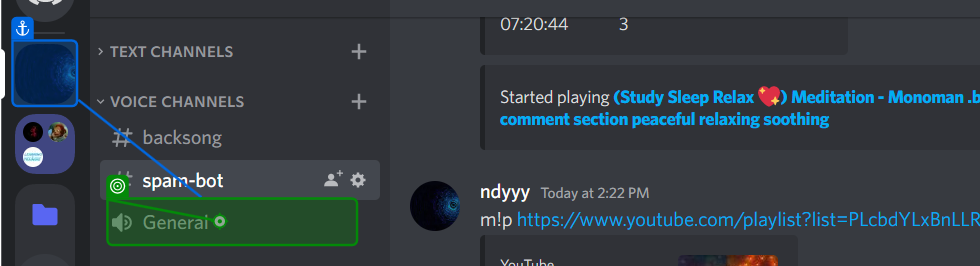 TEXT CHANNELS
VOICE CHANNELS
backsong
spam-bot
General
07:20:44 3
Started playing (Study Sleep Relax 💖) Meditation - Monoman .b
comment section peaceful relaxing soothing
ndyyy Today at 2:22 PM
m!p https://www.youtube.com/playlist?list=PLcbdYLxBnLLR
YouTube